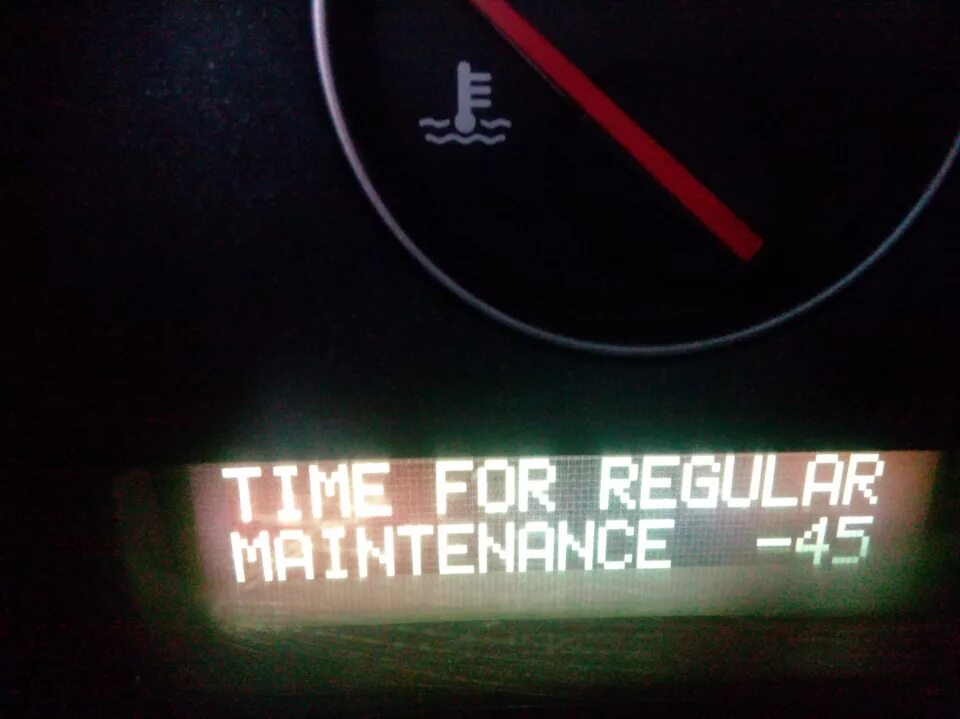 TIME FOR REGULAR
MAINTENANCE -45